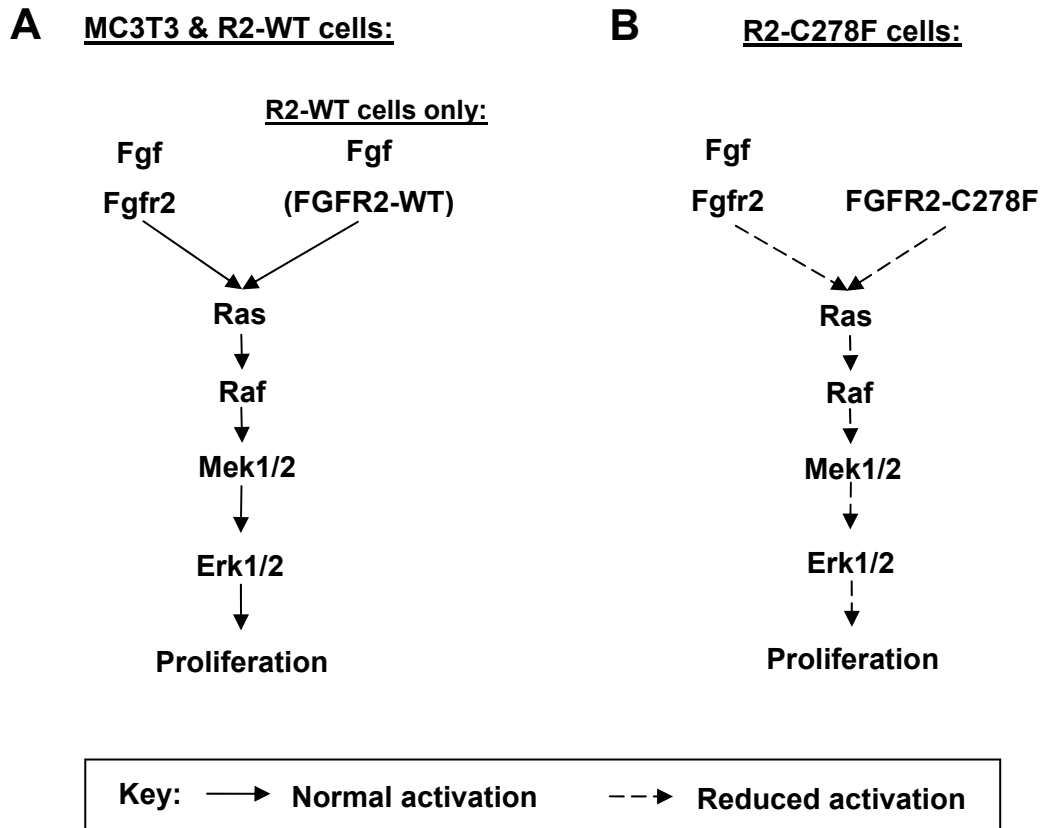 A MC3T3 & R2-WT cells:
R2-WT cells only:
Fgf Fgf
Fgfr2 (FGFR2-WT)
Ras
Raf
Mek1/2
Erk1/2
Proliferation
B R2-C278F cells:
Fgf
Fgfr2 FGFR2-C278F
Ras
Raf
Mek1/2
Erk1/2
Proliferation
Key: Normal activation Reduced activation